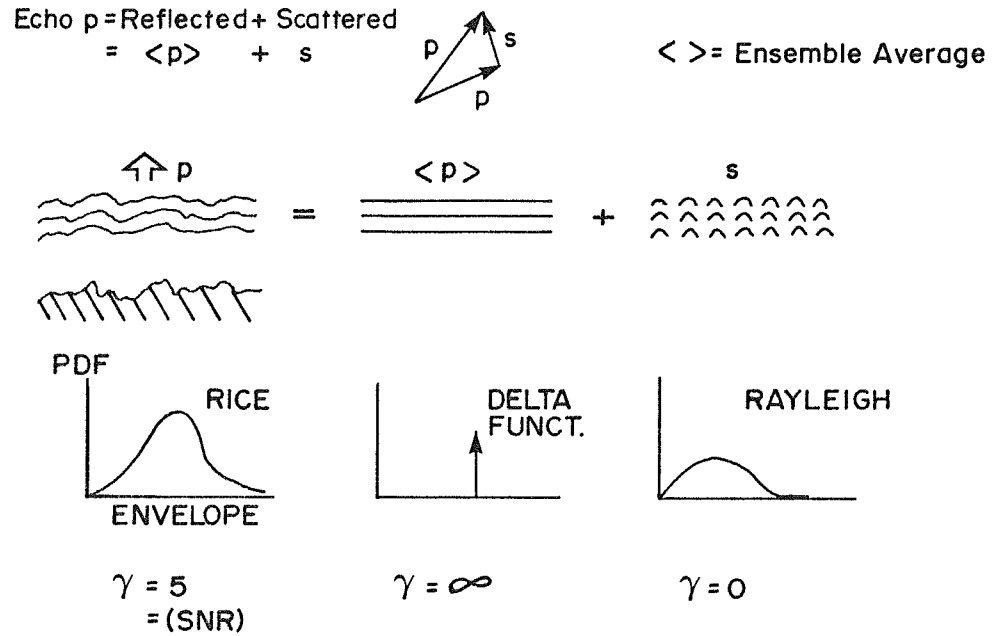 Echo p = Reflected + Scattered
= <p> + s
p
s
p
< > = Ensemble Average
p
<p>
s
=
+
PDF
RICE
DELTA
FUNCT.
RAYLEIGH
ENVELOPE
γ = 5
= (SNR)
γ = ∞
γ = 0